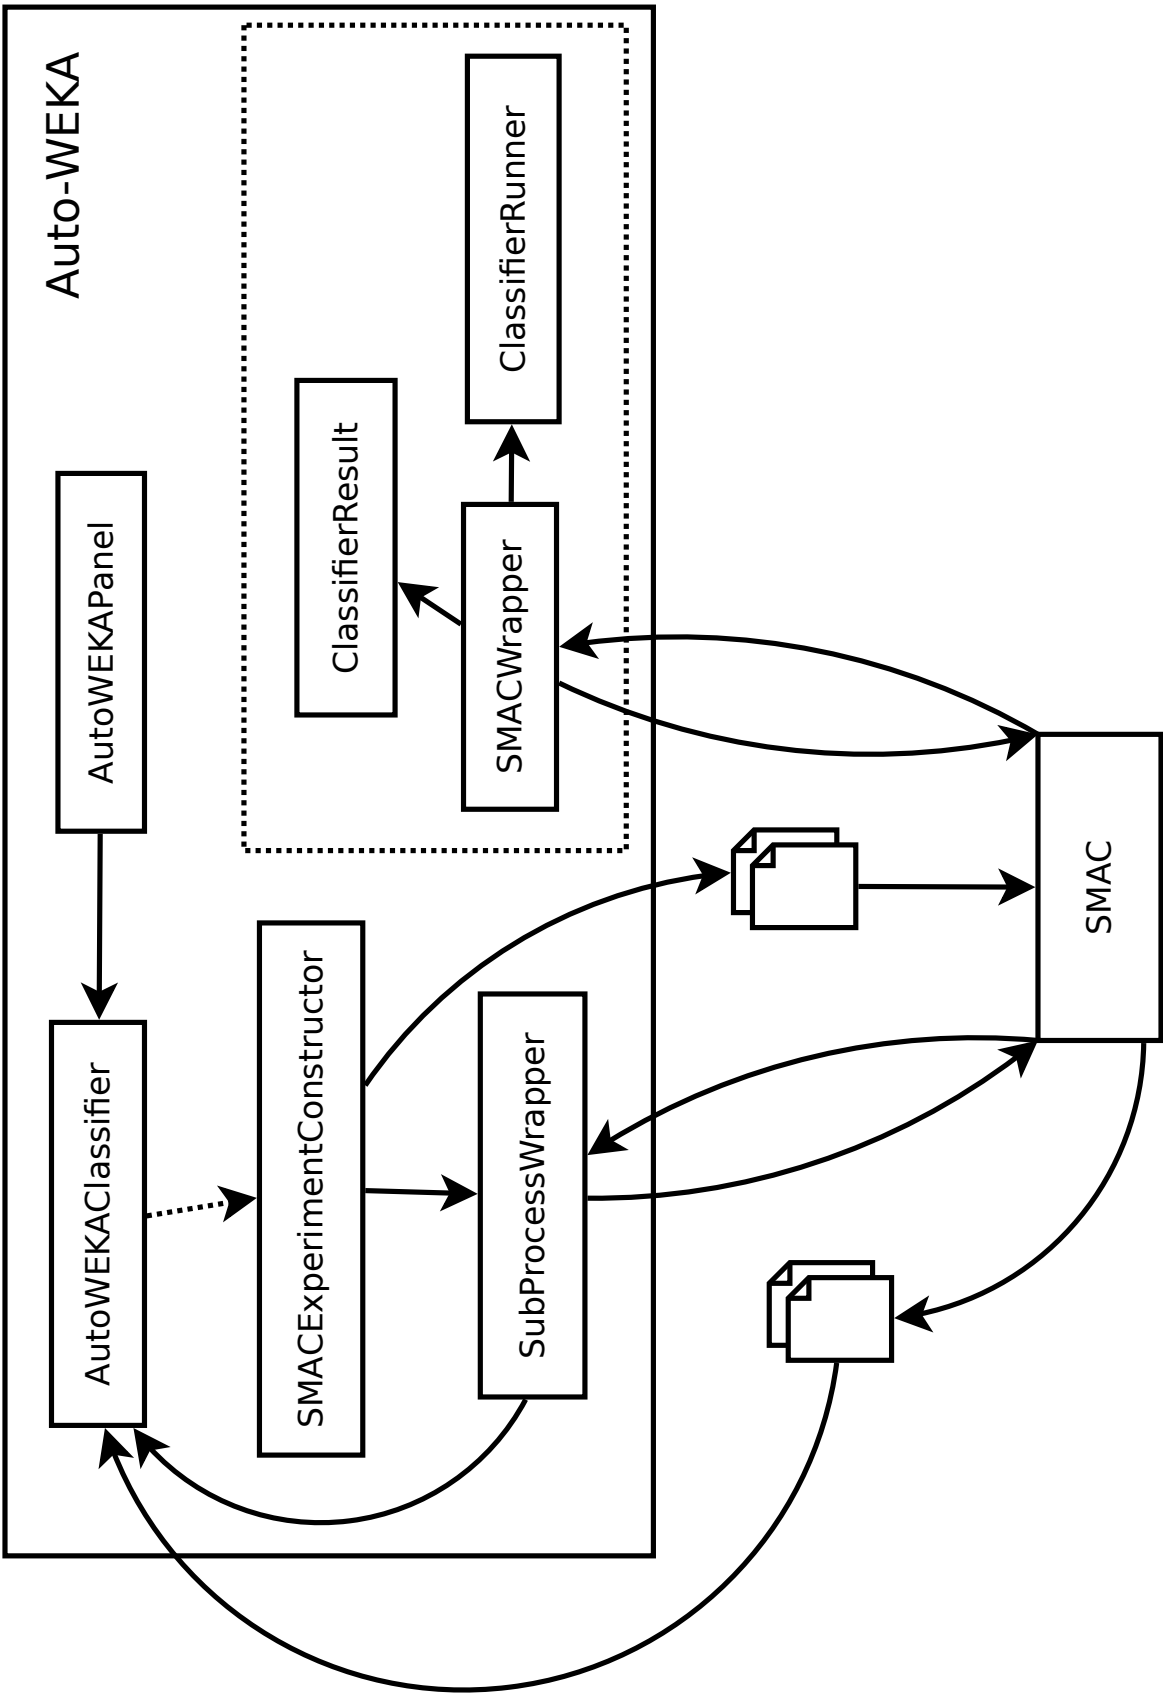 Auto-WEKA
AutoWEKAClassifier
AutoWEKAPanel
SMACExperimentConstructor
ClassifierResult
SubProcessWrapper
SMACWrapper
ClassifierRunner
SMAC